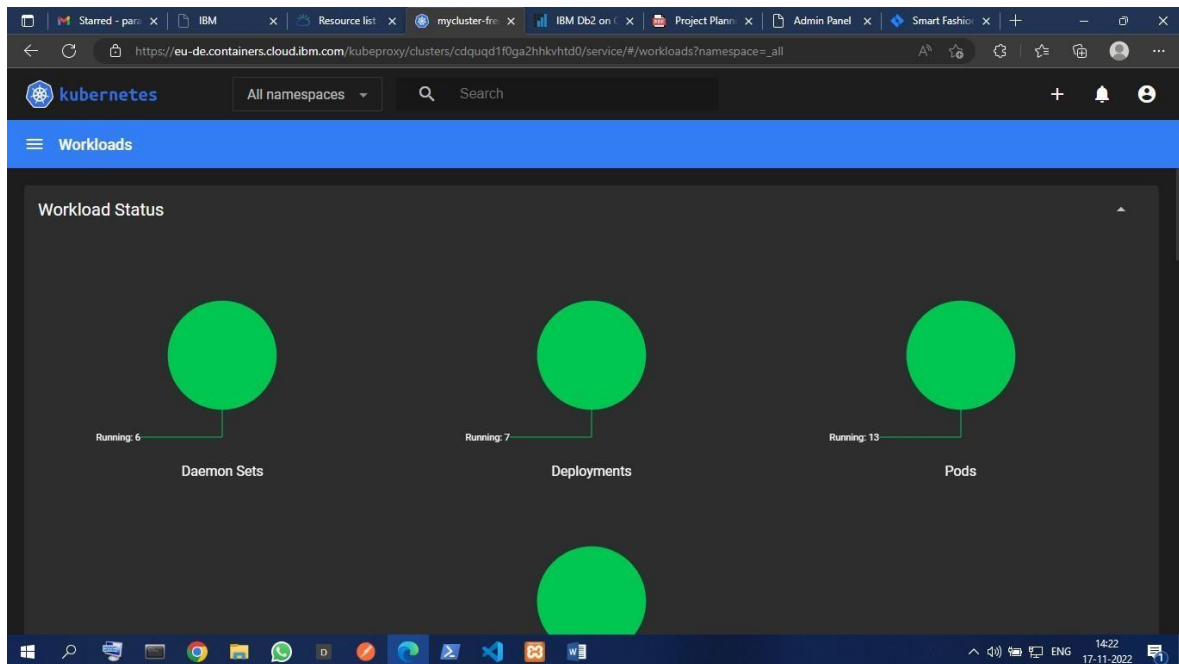 Starred - para
IBM
Resource list
mycluster-fre
IBM Db2 on C
Project Plann
Admin Panel
Smart Fashion
https://eu-de.containers.cloud.ibm.com/kubeproxy/clusters/cdquqd1f0qa2hhkvhtd0/service/#/workloads?namespace=_all
kubernetes
All namespaces
Search
Workloads
Workload Status
Running: 6
Running: 7
Running: 13
Daemon Sets
Deployments
Pods
ENG
14:22
17-11-2022